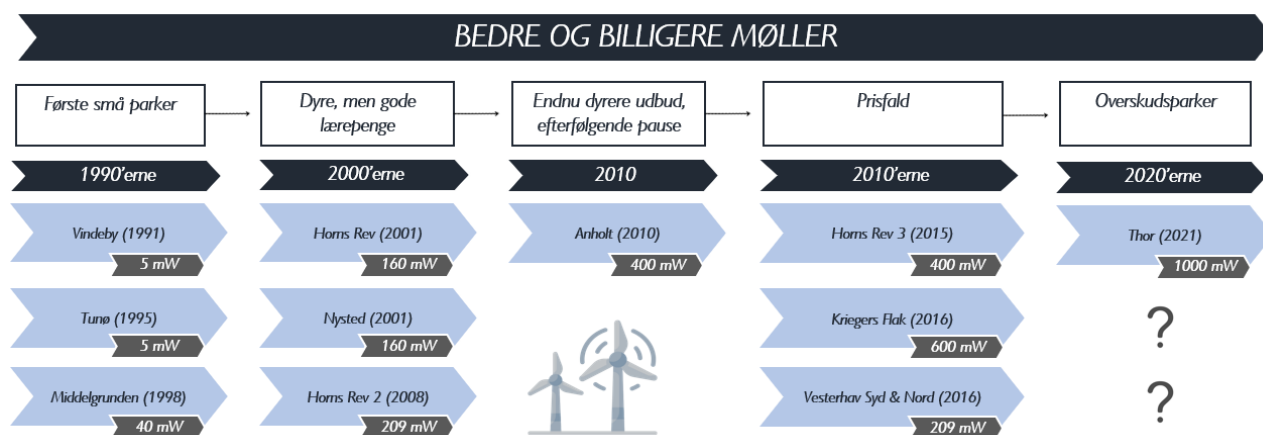 BEDRE OG BILLIGERE MØLLER
Første små parker
Dyre, men gode
lærepenge
Endnu dyrere udbud,
efterfølgende pause
Prisfald
Overskudsparker
1990'erne
2000'erne
2010
2010'erne
2020'erne
Vindeby (1991)
5 mW
Horns Rev (2001)
160 mW
Anholt (2010)
400 mW
Horns Rev 3 (2015)
400 mW
Thor (2021)
1000 mW
Tunø (1995)
5 mW
Nysted (2001)
160 mW
Kriegers Flak (2016)
600 mW
?
Middelgrunden (1998)
40 mW
Horns Rev 2 (2008)
209 mW
Vesterhav Syd & Nord (2016)
209 mW
?